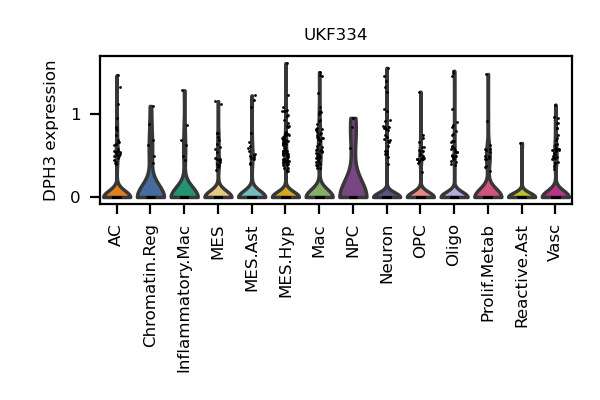 UKF334
DPH3 expression
1
0
AC
Chromatin.Reg
Inflammatory.Mac
MES
MES.Ast
MES.Hyp
Mac
NPC
Neuron
OPC
Oligo
Prolif.Metab
Reactive.Ast
Vasc